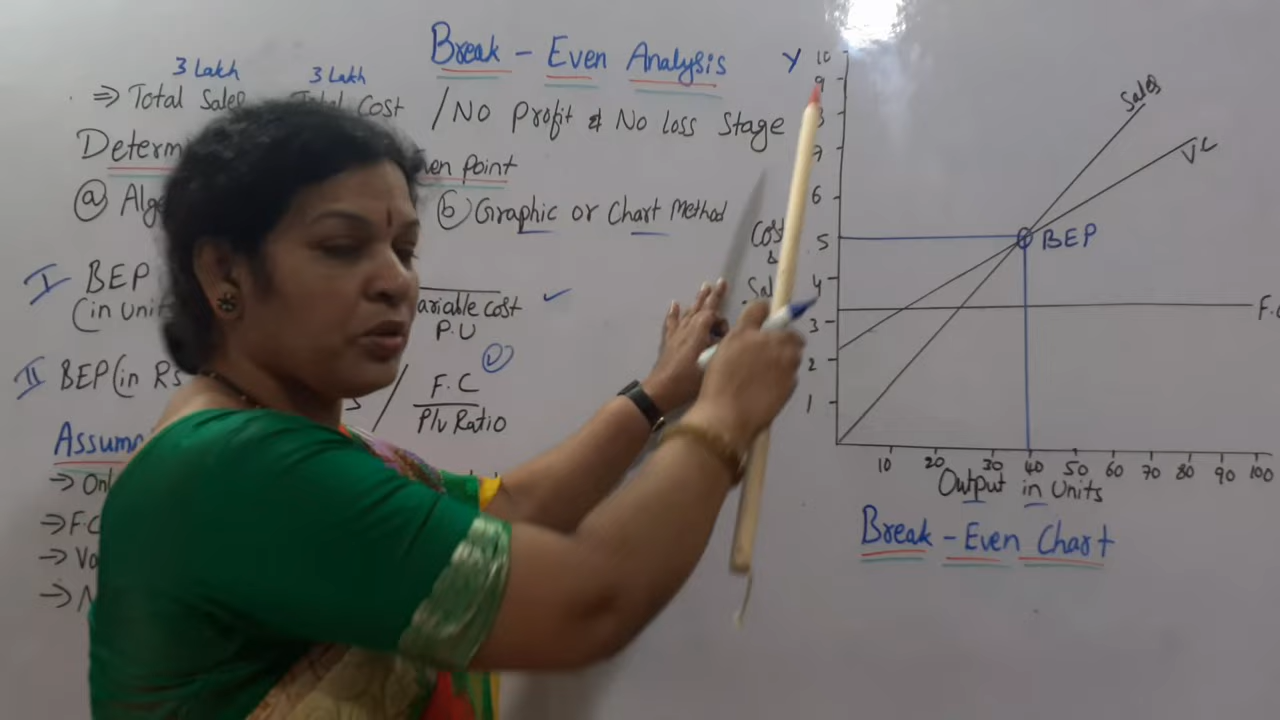 Break - Even Analysis
3 Lakh 3 Lakh
⇒ Total Sales Total Cost / No Profit & No loss stage
Determ ven Point
ⓐ Alge ⓑ Graphic or Chart Method
I BEP
(in Unit ariable cost ✓
P.U
II BEP (in Rs s / F.C
P/v Ratio
Assum
→ Onl
→ F.C
→ Va
→ N
Y
10
9
8
7
6
5
4
3
2
1
Cost
&
Sal
Sales
VC
BEP
F.C
10 20 30 40 50 60 70 80 90 100
Output in Units
Break - Even Chart